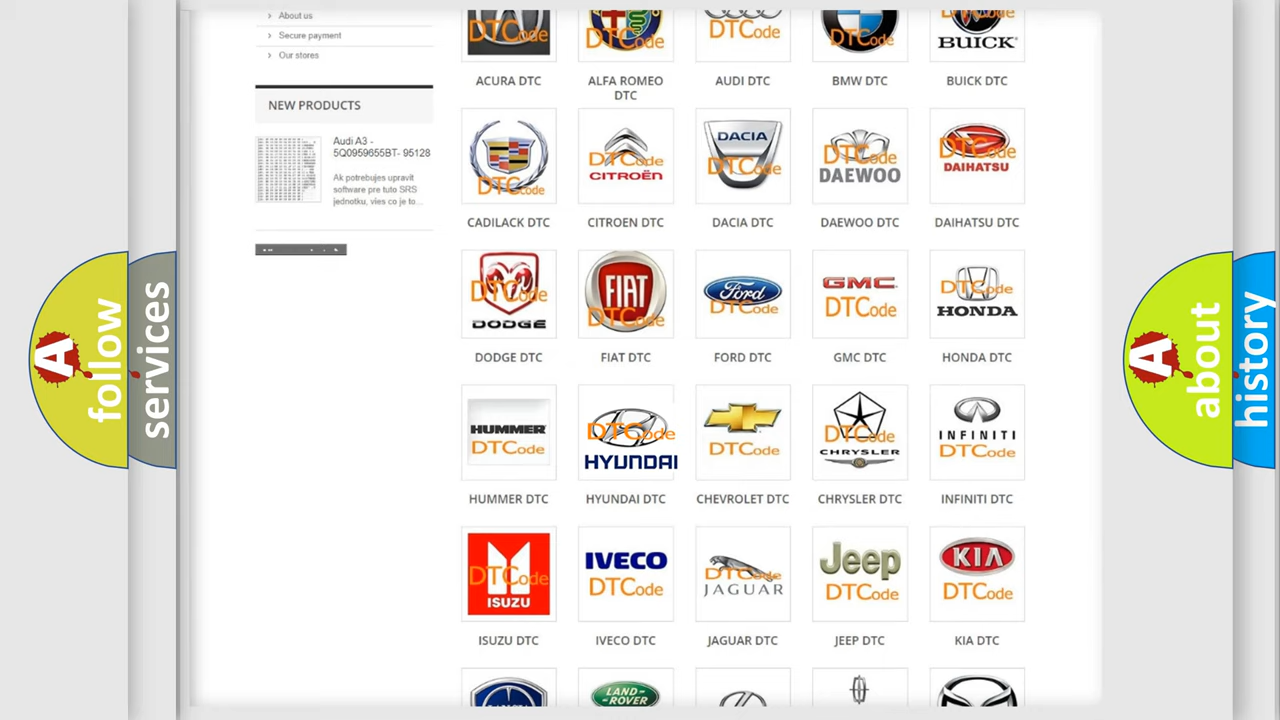 About us
Secure payment
Our stores
NEW PRODUCTS
Audi A3 -
5Q0959655BT- 95128
Ak potrebujes upravit
software pre tuto SRS
jednotku, vies co je to...
DTCode
DTCode
DTCode
DTCode
BUICK
ACURA DTC
ALFA ROMEO
DTC
AUDI DTC
BMW DTC
BUICK DTC
DTCode
DTCode
CITROËN
DACIA
DTCode
DTCode
DAEWOO
DTCode
DAIHATSU
CADILACK DTC
CITROEN DTC
DACIA DTC
DAEWOO DTC
DAIHATSU DTC
DTCode
DODGE
FIAT
DTCode
Ford
DTCode
GMC
DTCode
DTCode
HONDA
DODGE DTC
FIAT DTC
FORD DTC
GMC DTC
HONDA DTC
HUMMER
DTCode
DTCode
HYUNDAI
DTCode
DTCode
CHRYSLER
INFINITI
DTCode
HUMMER DTC
HYUNDAI DTC
CHEVROLET DTC
CHRYSLER DTC
INFINITI DTC
DTCode
ISUZU
IVECO
DTCode
DTCode
JAGUAR
Jeep
DTCode
KIA
DTCode
ISUZU DTC
IVECO DTC
JAGUAR DTC
JEEP DTC
KIA DTC
LAND-
ROVER
A
follow
services
A
about
history